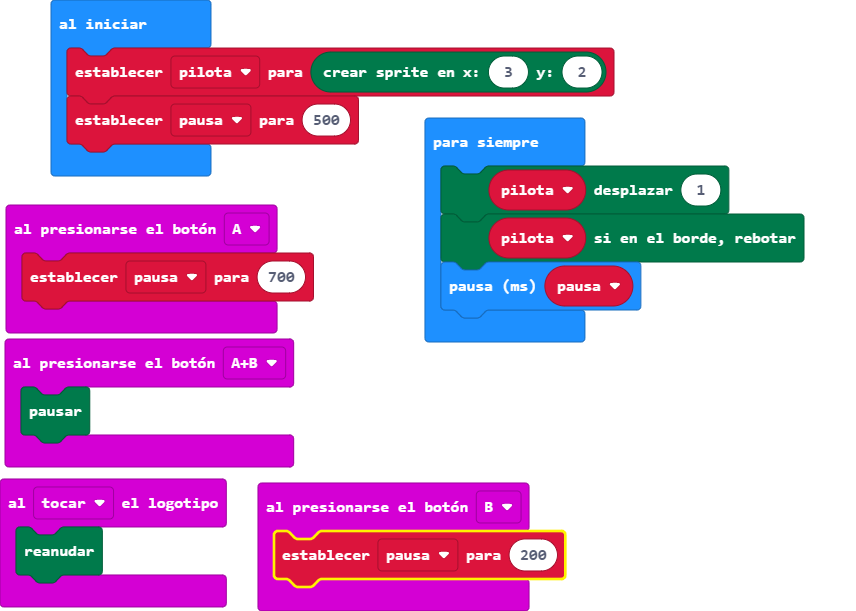 al iniciar
establecer pilota para crear sprite en x: 3 y: 2
establecer pausa para 500
para siempre
pilota desplazar 1
pilota si en el borde, rebotar
pausa (ms) pausa
al presionarse el botón A
establecer pausa para 700
al presionarse el botón A+B
pausar
al tocar el logotipo
reanudar
al presionarse el botón B
establecer pausa para 200